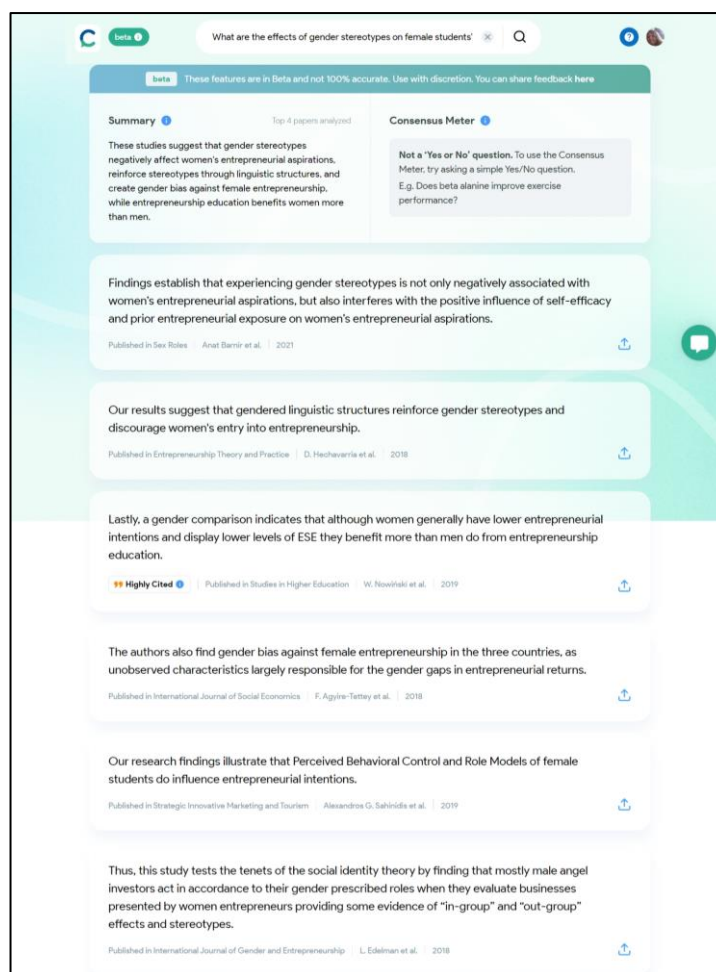 C beta
What are the effects of gender stereotypes on female students'
beta These features are in Beta and not 100% accurate. Use with discretion. You can share feedback here
Summary
Top 4 papers analyzed
These studies suggest that gender stereotypes
negatively affect women's entrepreneurial aspirations,
reinforce stereotypes through linguistic structures, and
create gender bias against female entrepreneurship,
while entrepreneurship education benefits women more
than men.
Consensus Meter
Not a 'Yes or No' question. To use the Consensus
Meter, try asking a simple Yes/No question.
E.g. Does beta alanine improve exercise
performance?
Findings establish that experiencing gender stereotypes is not only negatively associated with
women's entrepreneurial aspirations, but also interferes with the positive influence of self-efficacy
and prior entrepreneurial exposure on women's entrepreneurial aspirations.
Published in Sex Roles | Anat Barnir et al. | 2021
Our results suggest that gendered linguistic structures reinforce gender stereotypes and
discourage women's entry into entrepreneurship.
Published in Entrepreneurship Theory and Practice | D. Hechavarria et al. | 2018
Lastly, a gender comparison indicates that although women generally have lower entrepreneurial
intentions and display lower levels of ESE they benefit more than men do from entrepreneurship
education.
Highly Cited | Published in Studies in Higher Education | W. Nowiński et al. | 2019
The authors also find gender bias against female entrepreneurship in the three countries, as
unobserved characteristics largely responsible for the gender gaps in entrepreneurial returns.
Published in International Journal of Social Economics | F. Agyire-Tettey et al. | 2018
Our research findings illustrate that Perceived Behavioral Control and Role Models of female
students do influence entrepreneurial intentions.
Published in Strategic Innovative Marketing and Tourism | Alexandros G. Sahinidis et al. | 2019
Thus, this study tests the tenets of the social identity theory by finding that mostly male angel
investors act in accordance to their gender prescribed roles when they evaluate businesses
presented by women entrepreneurs providing some evidence of “in-group” and “out-group”
effects and stereotypes.
Published in International Journal of Gender and Entrepreneurship | L. Edelman et al. | 2018